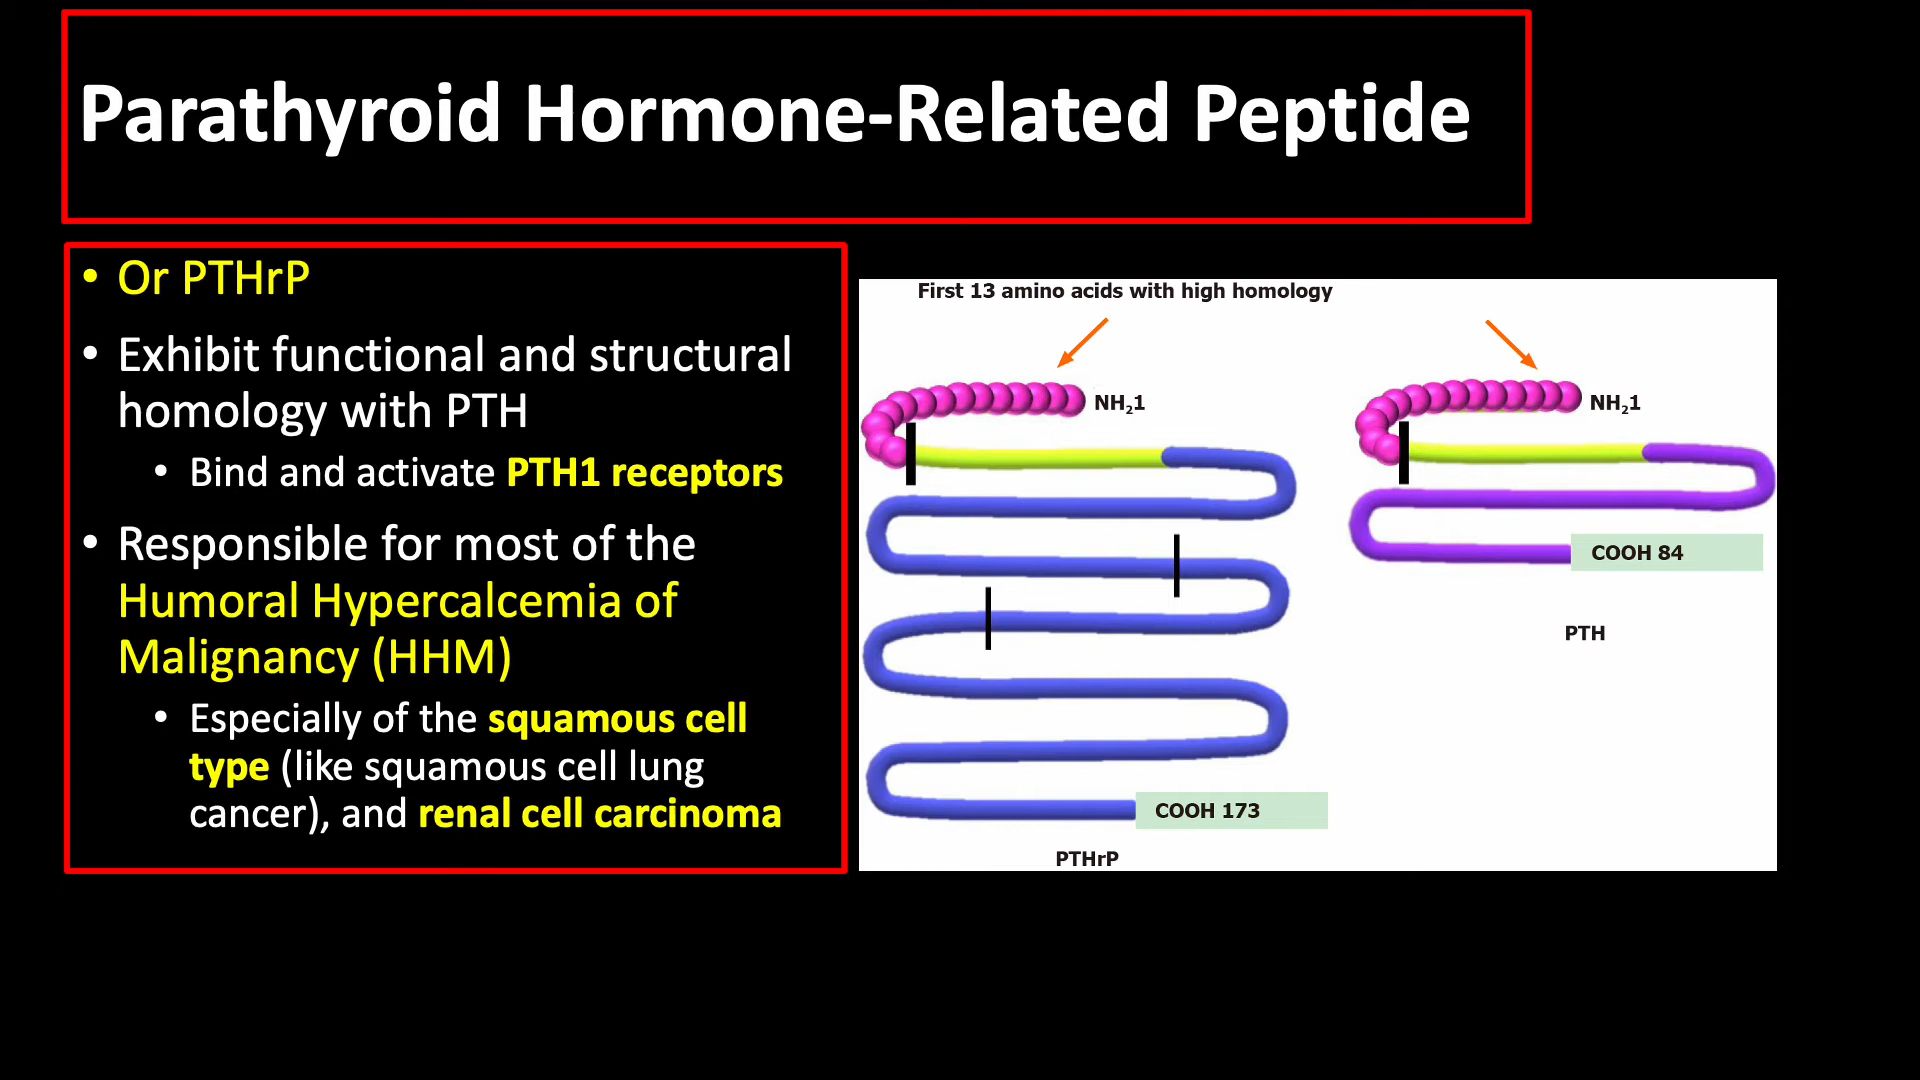 Parathyroid Hormone-Related Peptide
• Or PTHrP
• Exhibit functional and structural
homology with PTH
• Bind and activate PTH1 receptors
• Responsible for most of the
Humoral Hypercalcemia of
Malignancy (HHM)
• Especially of the squamous cell
type (like squamous cell lung
cancer), and renal cell carcinoma
First 13 amino acids with high homology
NH₂1
NH₂1
COOH 84
PTH
COOH 173
PTHrP